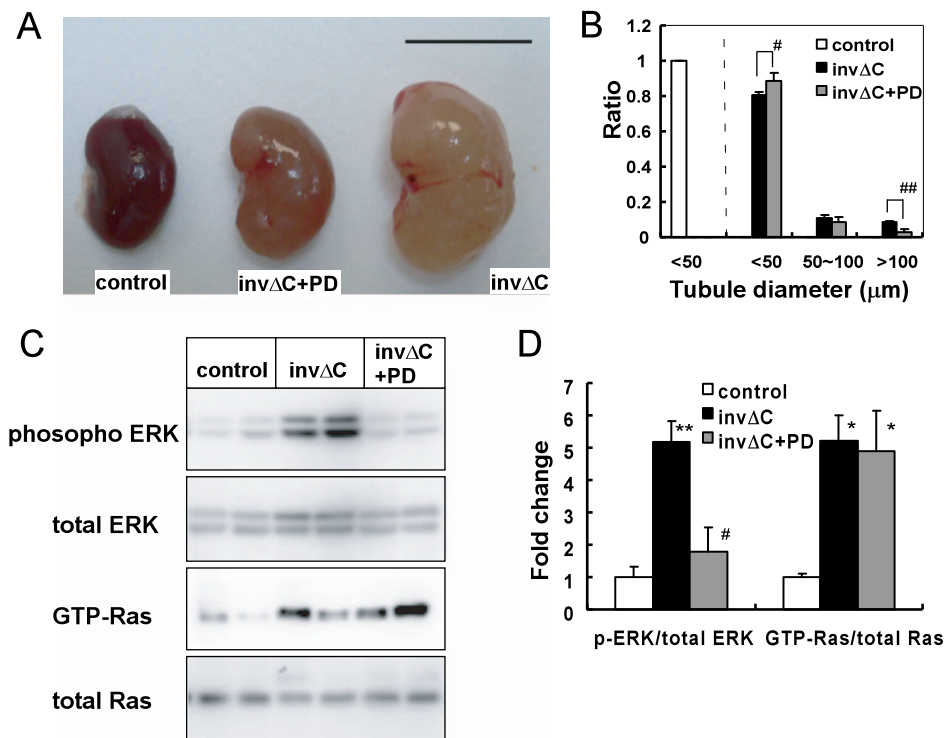 A
control
invΔC+PD
invΔC
B
Ratio
1.2
1
0.8
0.6
0.4
0.2
0
control
invΔC
invΔC+PD
#
##
<50
<50
50~100
>100
Tubule diameter (μm)
C
control
invΔC
invΔC
+PD
phosopho ERK
total ERK
GTP-Ras
total Ras
D
Fold change
7
6
5
4
3
2
1
0
control
invΔC
invΔC+PD
**
#
*
*
p-ERK/total ERK
GTP-Ras/total Ras